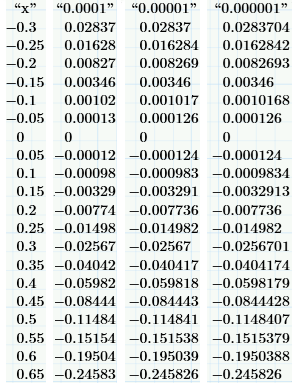 “x” “0.0001” “0.00001” “0.000001”
−0.3 0.02837 0.02837 0.0283704
−0.25 0.01628 0.016284 0.0162842
−0.2 0.00827 0.008269 0.0082693
−0.15 0.00346 0.00346 0.00346
−0.1 0.00102 0.001017 0.0010168
−0.05 0.00013 0.000126 0.000126
0 0 0 0
0.05 −0.00012 −0.000124 −0.000124
0.1 −0.00098 −0.000983 −0.0009834
0.15 −0.00329 −0.003291 −0.0032913
0.2 −0.00774 −0.007736 −0.007736
0.25 −0.01498 −0.014982 −0.014982
0.3 −0.02567 −0.02567 −0.0256701
0.35 −0.04042 −0.040417 −0.0404174
0.4 −0.05982 −0.059818 −0.0598179
0.45 −0.08444 −0.084443 −0.0844428
0.5 −0.11484 −0.114841 −0.1148407
0.55 −0.15154 −0.151538 −0.1515379
0.6 −0.19504 −0.195039 −0.1950388
0.65 −0.24583 −0.245826 −0.245826